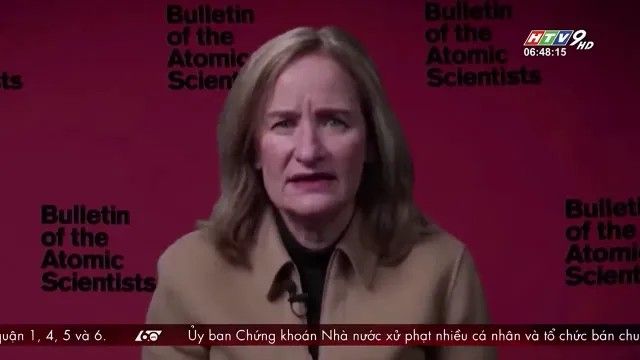 Bulletin
of the
Atomic
Scientists
Bulletin
of the
Atomic
Scientists
HTV9 HD
06:48:15
Bulletin
of the
Atomic
Scientists
Bulletin
of the
Atomic
Scientists
quận 1, 4, 5 và 6. 60 Ủy ban Chứng khoán Nhà nước xử phạt nhiều cá nhân và tổ chức bán chu